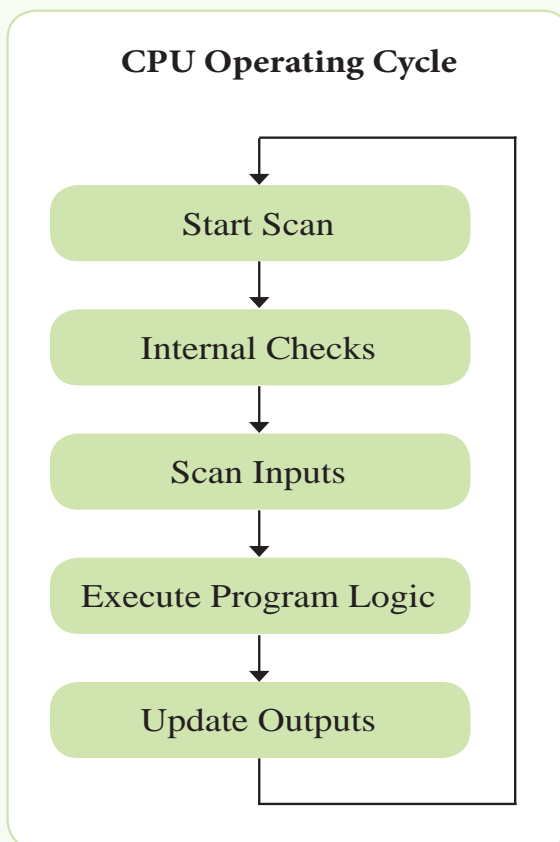 CPU Operating Cycle
Start Scan
Internal Checks
Scan Inputs
Execute Program Logic
Update Outputs